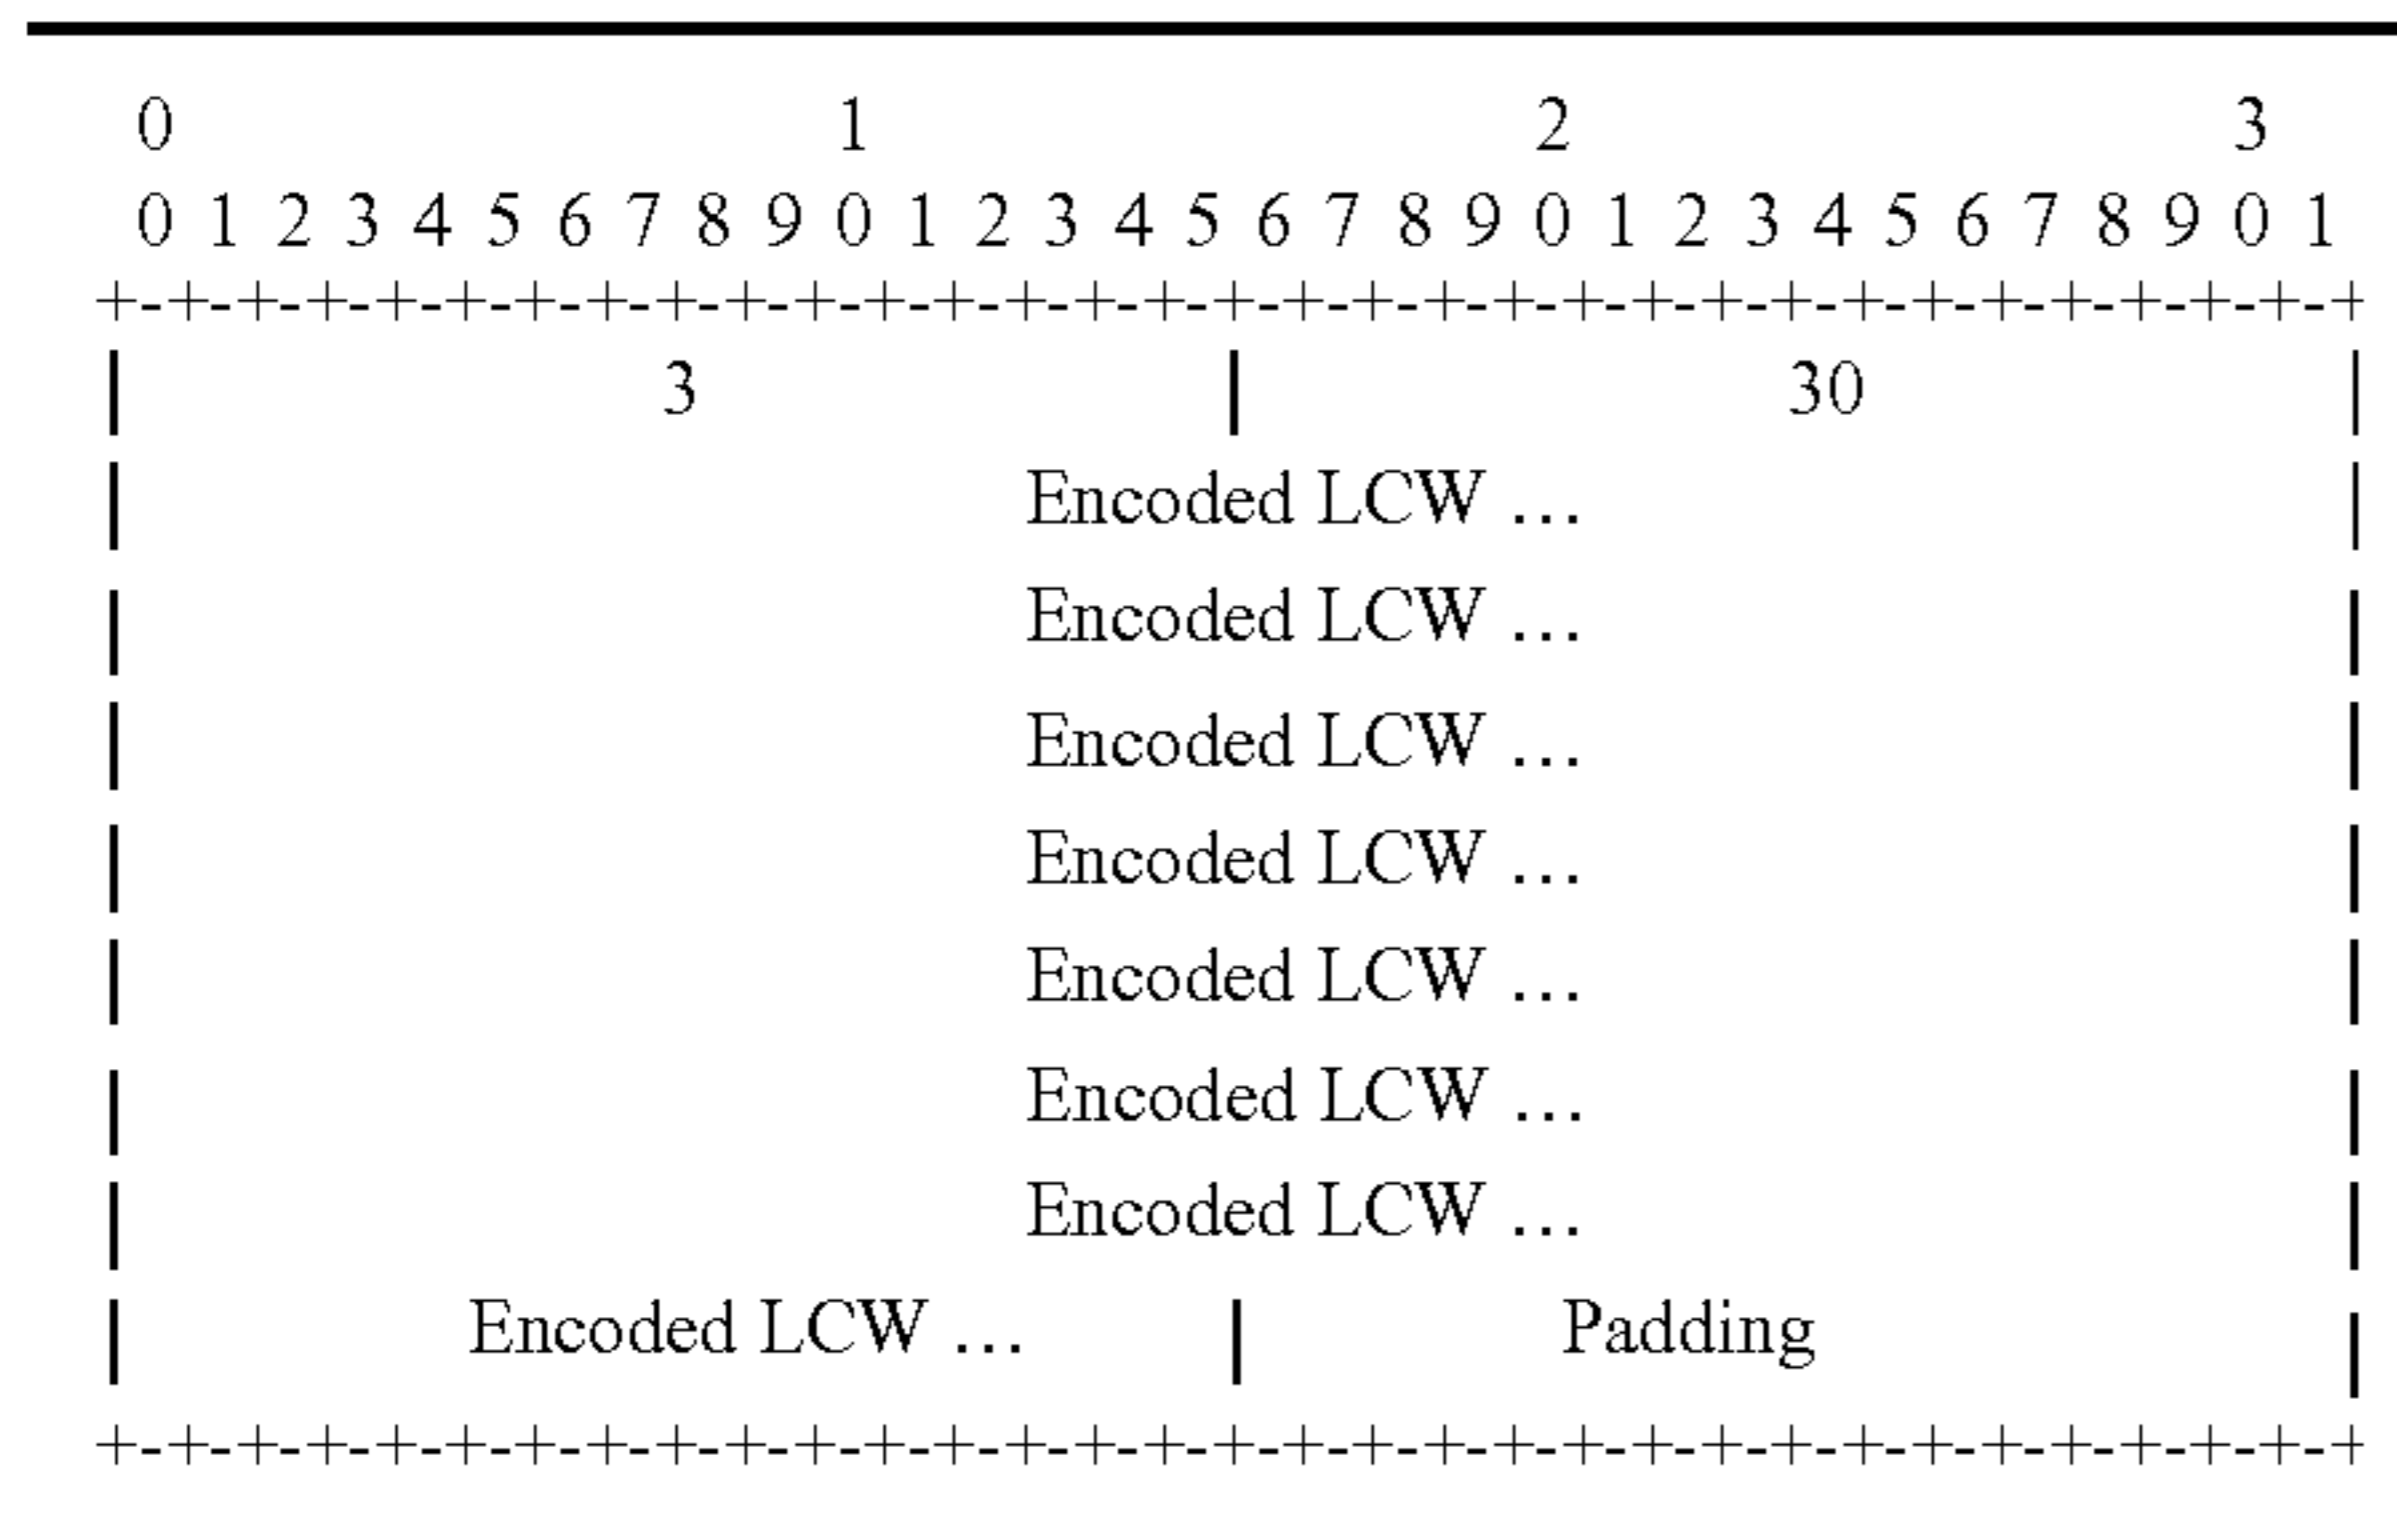 0 1 2 3
0 1 2 3 4 5 6 7 8 9 0 1 2 3 4 5 6 7 8 9 0 1 2 3 4 5 6 7 8 9 0 1
+-+-+-+-+-+-+-+-+-+-+-+-+-+-+-+-+-+-+-+-+-+-+-+-+-+-+-+-+-+-+-+-+
| 3 | 30 |
| Encoded LCW ... |
| Encoded LCW ... |
| Encoded LCW ... |
| Encoded LCW ... |
| Encoded LCW ... |
| Encoded LCW ... |
| Encoded LCW ... |
| Encoded LCW ... | Padding |
+-+-+-+-+-+-+-+-+-+-+-+-+-+-+-+-+-+-+-+-+-+-+-+-+-+-+-+-+-+-+-+-+